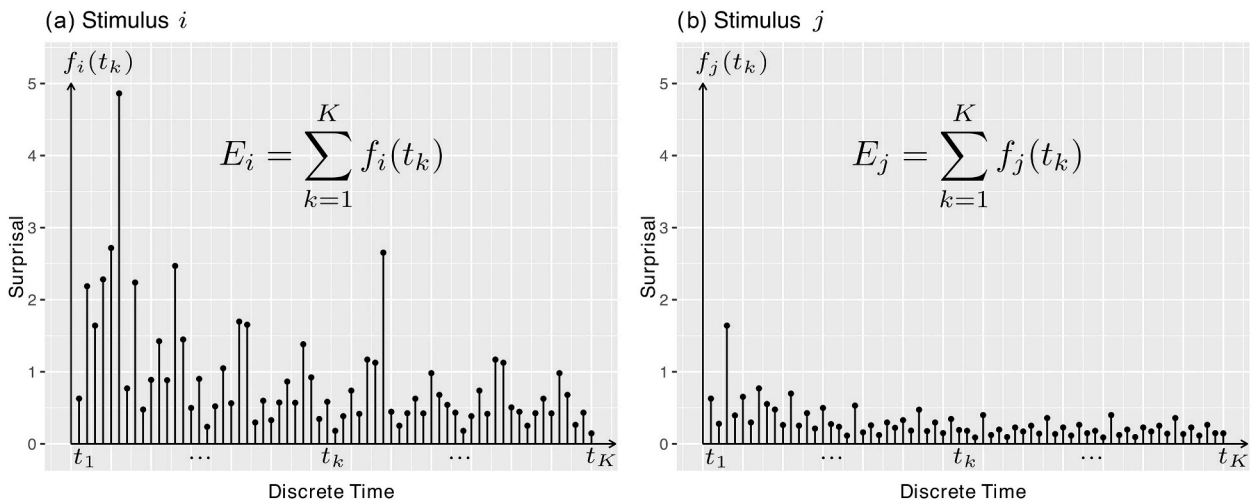 (a) Stimulus i
f_i(t_k)
E_i = \sum_{k=1}^{K} f_i(t_k)
Surprisal
5
4
3
2
1
0
t_1 ... t_k ... t_K
Discrete Time
(b) Stimulus j
f_j(t_k)
E_j = \sum_{k=1}^{K} f_j(t_k)
Surprisal
5
4
3
2
1
0
t_1 ... t_k ... t_K
Discrete Time